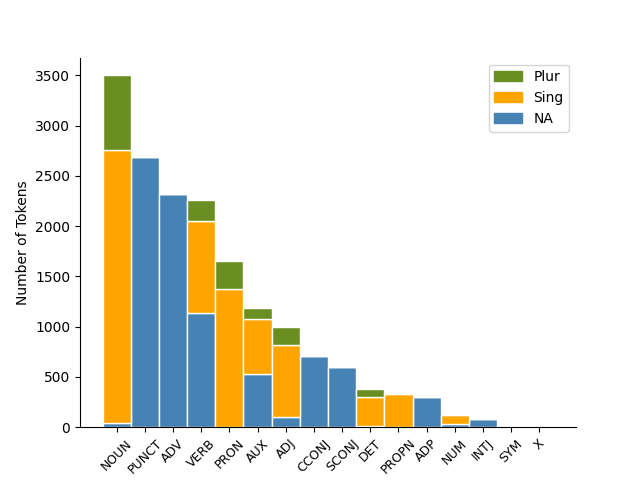 3500
3000
2500
2000
1500
1000
500
0
Number of Tokens
Plur
Sing
NA
NOUN
PUNCT
ADV
VERB
PRON
AUX
ADJ
CCONJ
SCONJ
DET
PROPN
ADP
NUM
INTJ
SYM
X